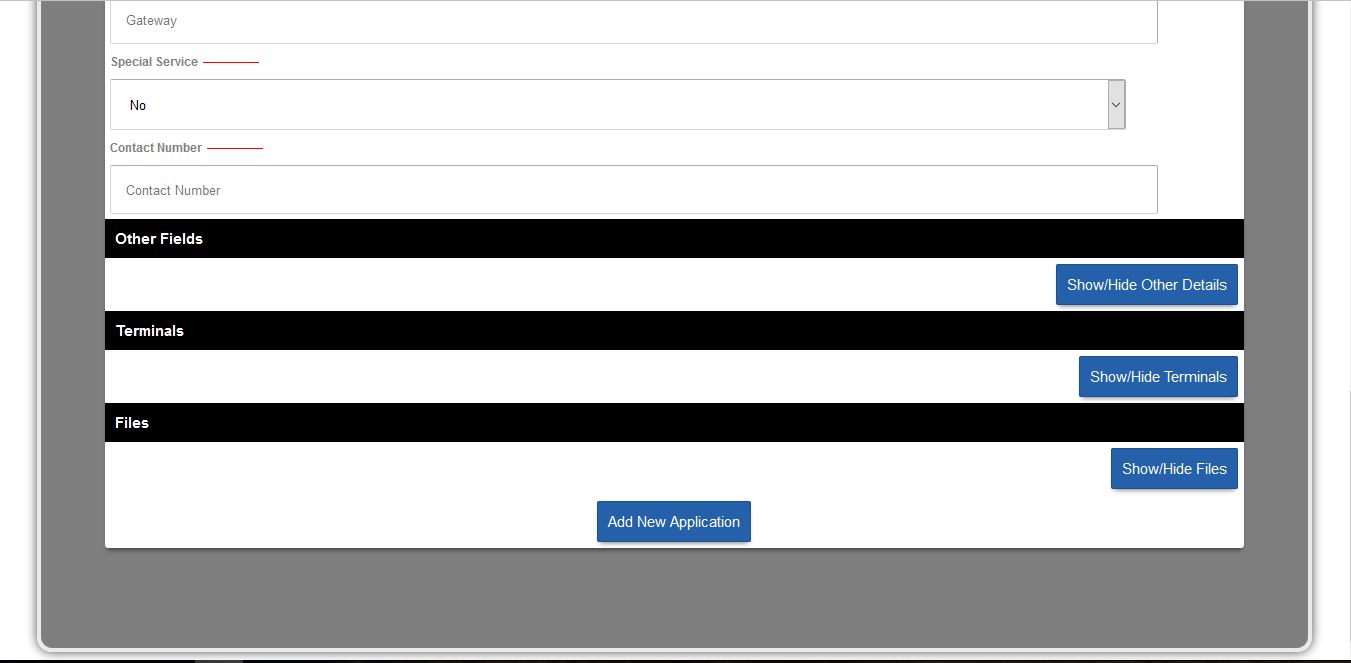 Gateway
Special Service
No
Contact Number
Contact Number
Other Fields
Show/Hide Other Details
Terminals
Show/Hide Terminals
Files
Show/Hide Files
Add New Application